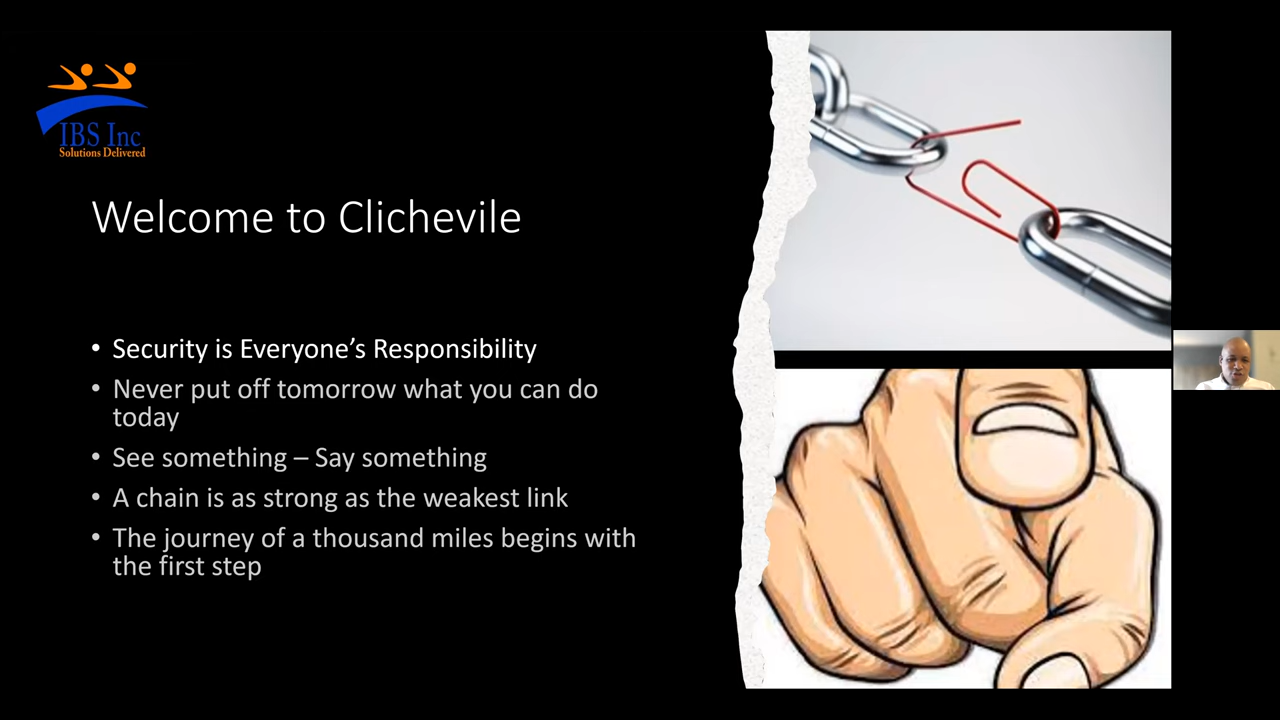 IBS Inc
Solutions Delivered
Welcome to Clichevile
• Security is Everyone’s Responsibility
• Never put off tomorrow what you can do
today
• See something – Say something
• A chain is as strong as the weakest link
• The journey of a thousand miles begins with
the first step